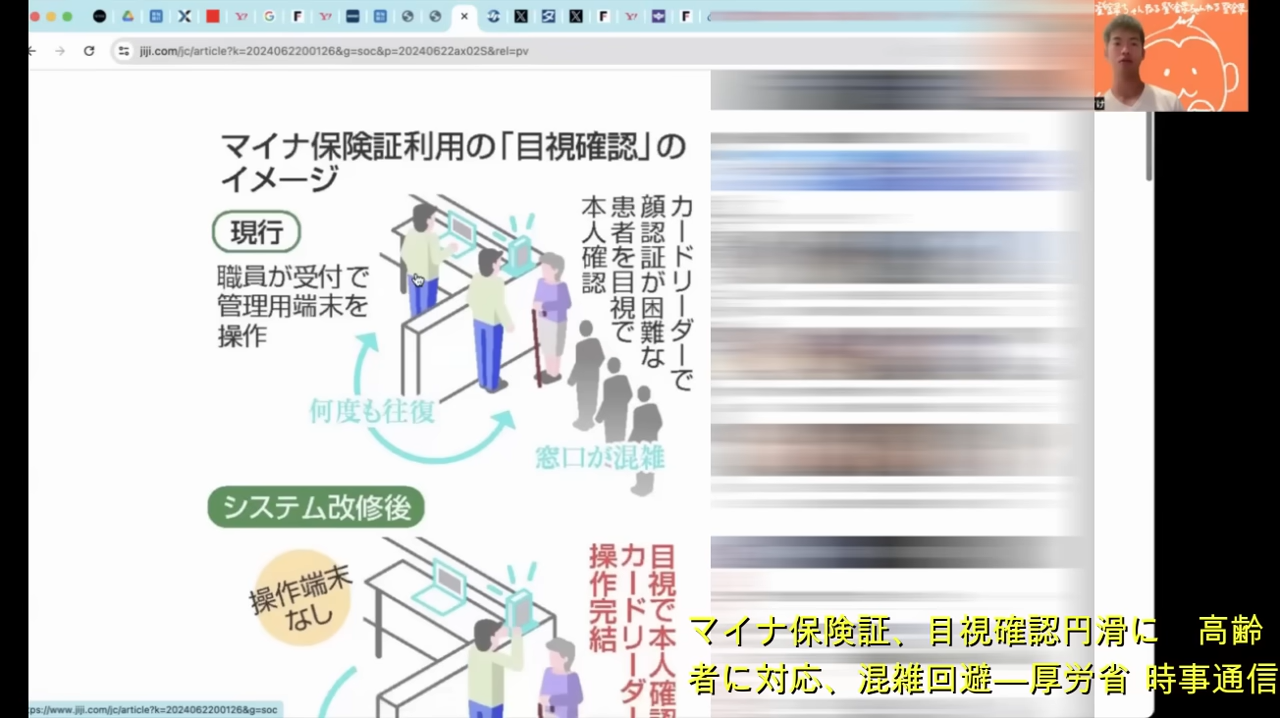 jiji.com/jc/article?k=2024062200126&g=soc&p=20240622ax02S&rel=pv
マイナ保険証利用の「目視確認」の
イメージ
現行
職員が受付で
管理用端末を
操作
カードリーダーで
顔認証が困難な
患者を目視で
本人確認
何度も往復
窓口が混雑
システム改修後
操作端末
なし
目視で本人確認
カードリーダー
操作完結
マイナ保険証、目視確認円滑に　高齢
者に対応、混雑回避―厚労省 時事通信
ps://www.jiji.com/jc/article?k=2024062200126&g=soc